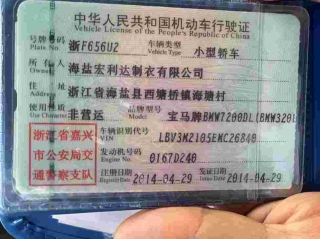 中华人民共和国机动车行驶证
Vehicle License of the People's Republic of China
号牌号码 浙F656U2 车辆类型 小型轿车
Plate No. Vehicle Type
所有人 海盐宏利达制衣有限公司
Owner
住址 浙江省海盐县西塘桥镇海塘村
Address
使用性质 非营运 品牌型号 宝马牌BMW7200DL(BMW320L
Use Character Model
浙江省嘉兴
市公安局交
通警察支队
车辆识别代号 LBV3M2105EMC26840
VIN
发动机号码 0167D240
Engine No.
注册日期 2014-04-29 发证日期 2014-04-29
Register Date Issue Date